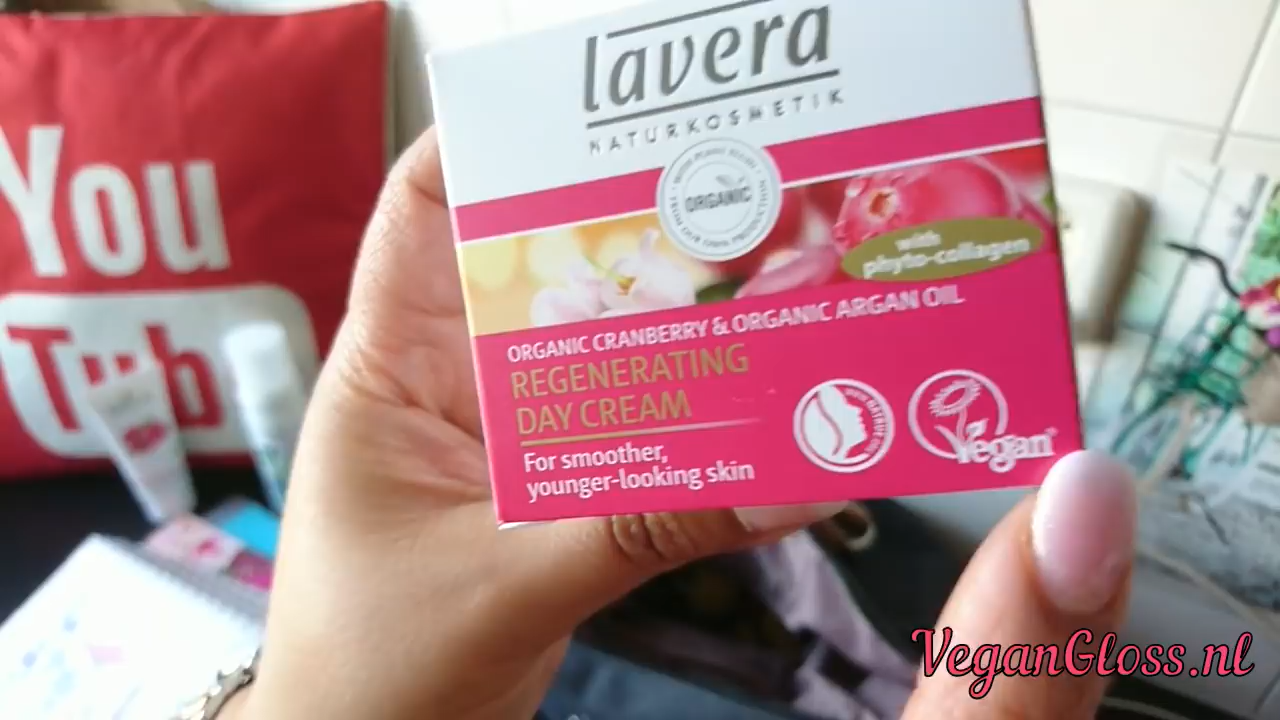 You
Tub
lavera
NATURKOSMETIK
ORGANIC
with
phyto-collagen
ORGANIC CRANBERRY & ORGANIC ARGAN OIL
REGENERATING
DAY CREAM
For smoother,
younger-looking skin
Vegan
VeganGloss.nl